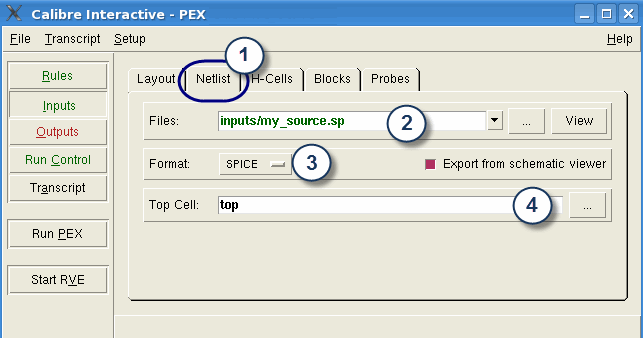 Calibre Interactive - PEX
File Transcript Setup Help
1
Rules
Inputs
Outputs
Run Control
Transcript
Run PEX
Start RVE
Layout Netlist H-Cells Blocks Probes
Files: inputs/my_source.sp 2 ... View
Format: SPICE 3 Export from schematic viewer
Top Cell: top 4 ...